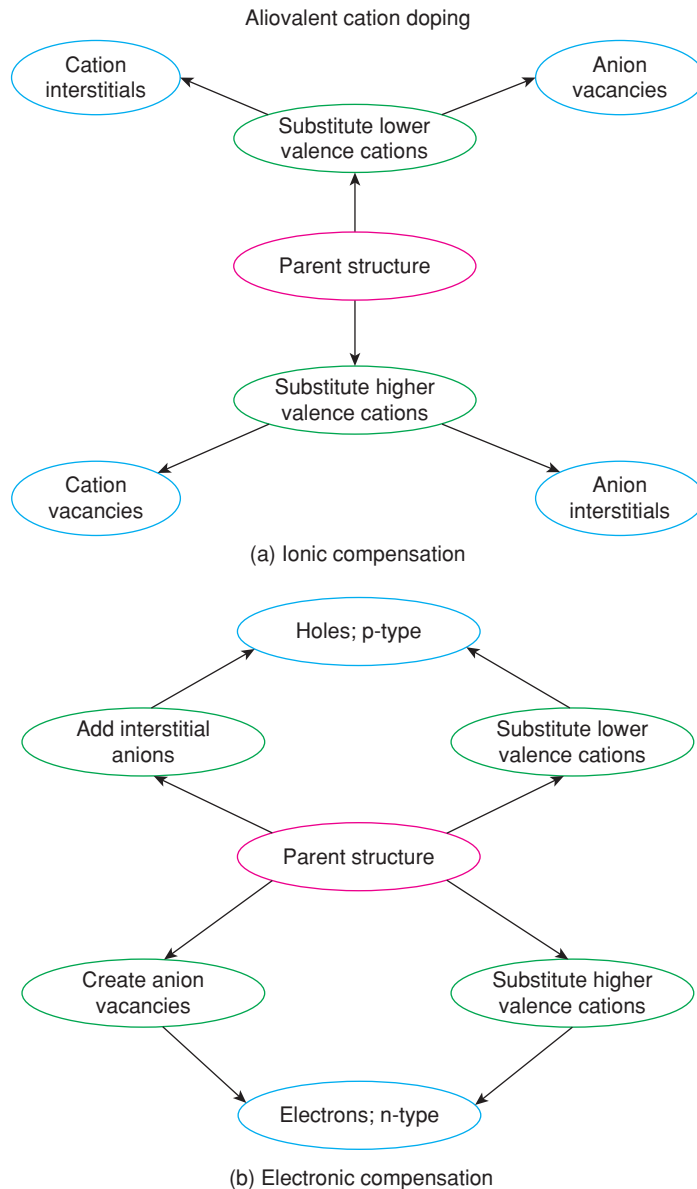 Aliovalent cation doping
Cation
interstitials
Anion
vacancies
Substitute lower
valence cations
Parent structure
Substitute higher
valence cations
Cation
vacancies
Anion
interstitials
(a) Ionic compensation
Holes; p-type
Add interstitial
anions
Substitute lower
valence cations
Parent structure
Create anion
vacancies
Substitute higher
valence cations
Electrons; n-type
(b) Electronic compensation